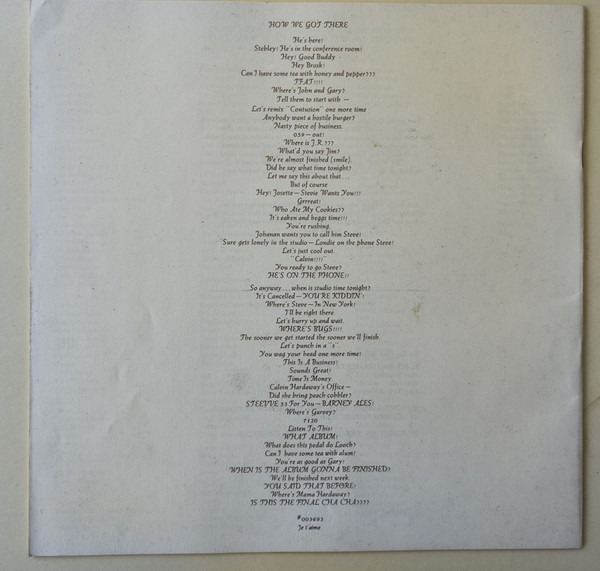 HOW WE GOT THERE
He's here!
Stebley! He's in the conference room!
Hey! Good Buddy -
Hey Brosk!
Can I have some tea with honey and pepper???
TFAT!!!!
Where's John and Gary?
Tell them to start with —
Let's remix "Contusion" one more time
Anybody want a hostile burger?
Nasty piece of business.
039—out!
Where is J.R.???
What'd you say Jim?
We're almost finished (smile).
Did he say what time tonight?
Let me say this about that...
But of course
Hey! Josette—Stevie Wants You!!!
Grrreat!
Who Ate My Cookies??
It's eaken and beggs time!!!
You're rushing.
Johanan wants you to call him Steve!
Sure gets lonely in the studio—Londie on the phone Steve!
Let's just cool out.
"Calvin!!!!"
You ready to go Steve?
HE'S ON THE PHONE!!
So anyway...when is studio time tonight?
It's Cancelled—YOU'RE KIDDIN'!
Where's Steve—In New York!
I'll be right there
Let's hurry up and wait.
WHERE'S BUGS!!!!
The sooner we get started the sooner we'll finish.
Let's punch in a "s".
You wag your head one more time!
This Is A Business!
Sounds Great!
Time Is Money
Calvin Hardaway's Office—
Did she bring peach cobbler?
STEEVVE 33 For You—BARNEY ALES!
Where's Garvey?
7130
Listen To This!
WHAT ALBUM!
What does this pedal do Looch?
Can I have some tea with alum!
You're as good as Gary!
WHEN IS THE ALBUM GONNA BE FINISHED?
We'll be finished next week.
YOU SAID THAT BEFORE!
Where's Mama Hardaway?
IS THIS THE FINAL CHA CHA????
#003693
Je t'aime